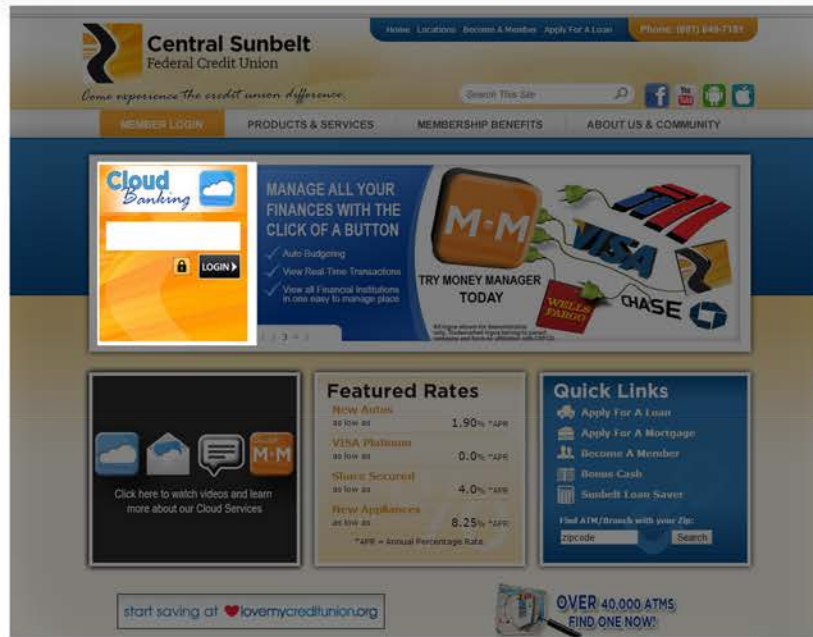 Central Sunbelt
Federal Credit Union
Come experience the credit union difference.
Home Locations Become A Member Apply For A Loan
Phone: (601) 649-7181
Search This Site
You
Tube
MEMBER LOGIN
PRODUCTS & SERVICES
MEMBERSHIP BENEFITS
ABOUT US & COMMUNITY
Cloud
Banking
LOGIN
MANAGE ALL YOUR
FINANCES WITH THE
CLICK OF A BUTTON
Auto Budgeting
View Real-Time Transactions
View all Financial Institutions
in one easy to manage place
M·M
TRY MONEY MANAGER
TODAY
VISA
WELLS
FARGO
CHASE
3
M·M
Click here to watch videos and learn
more about our Cloud Services
Featured Rates
New Autos
as low as 1.90% *APR
VISA Platinum
as low as 0.0% *APR
Share Secured
as low as 4.0% *APR
New Appliances
as low as 8.25% *APR
*APR = Annual Percentage Rate
Quick Links
Apply For A Loan
Apply For A Mortgage
Become A Member
Bonus Cash
Sunbelt Loan Saver
Find ATM/Branch with your Zip:
zipcode
Search
start saving at lovemycreditunion.org
OVER 40,000 ATMS
FIND ONE NOW!